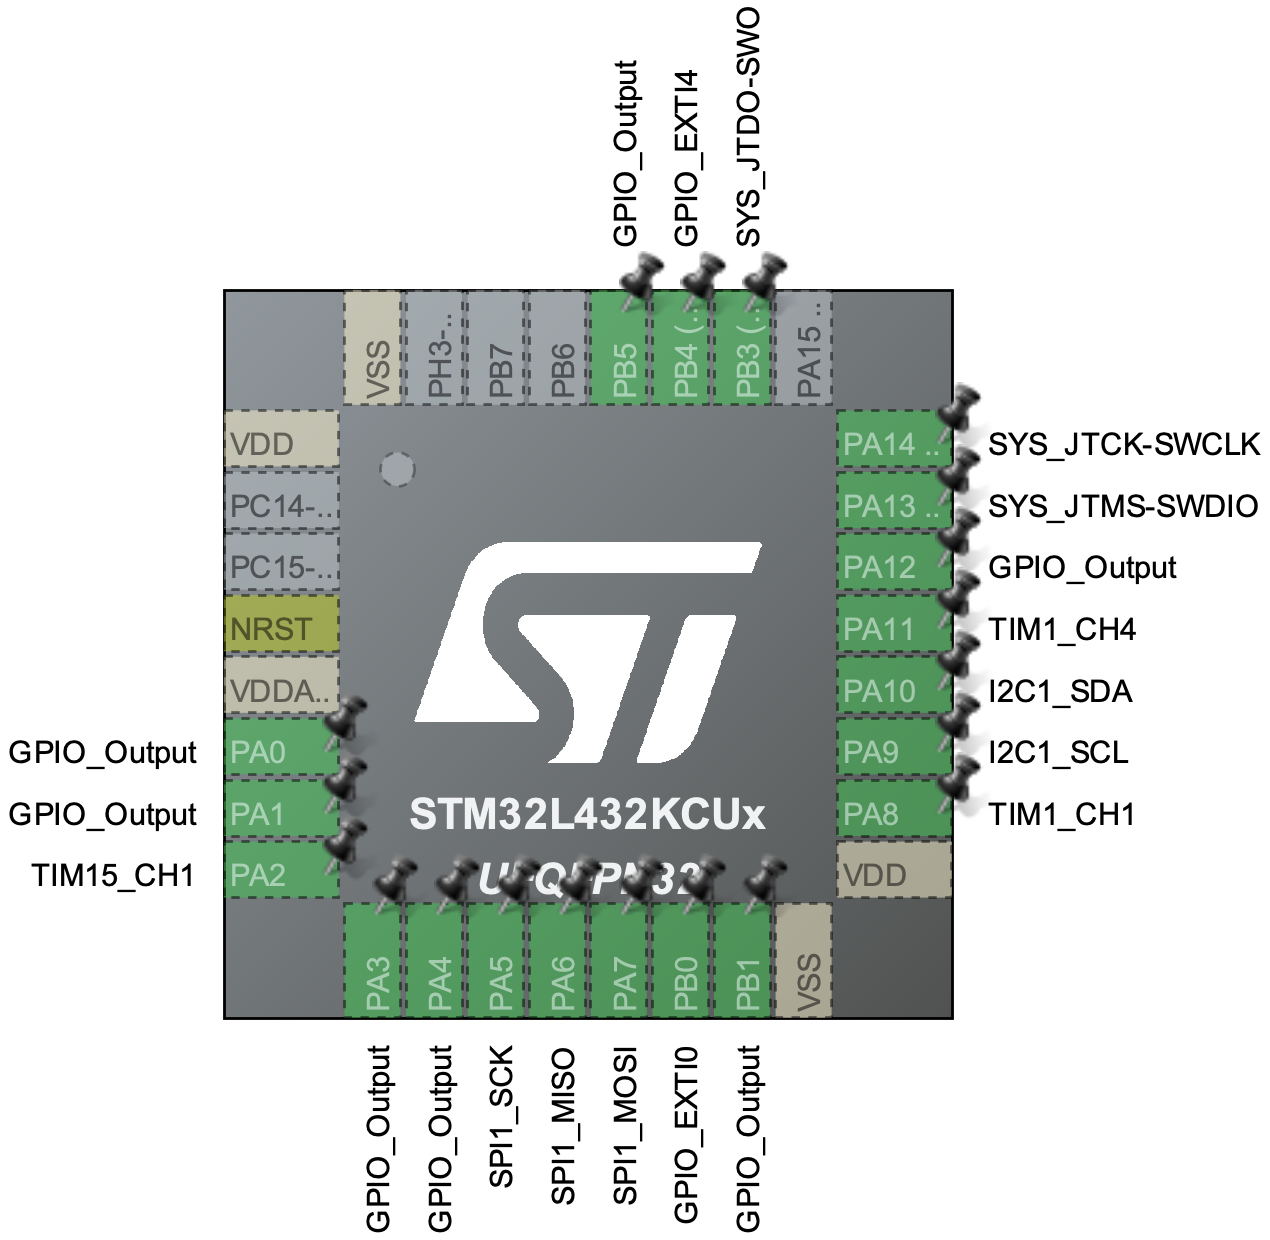 GPIO_Output
GPIO_EXTI4
SYS_JTDO-SWO
VSS
PH3-..
PB7
PB6
PB5
PB4 (..
PB3 (..
PA15 ..
VDD
PC14-..
PC15-..
NRST
VDDA..
GPIO_Output PA0
GPIO_Output PA1
TIM15_CH1 PA2
PA14 .. SYS_JTCK-SWCLK
PA13 .. SYS_JTMS-SWDIO
PA12 GPIO_Output
PA11 TIM1_CH4
PA10 I2C1_SDA
PA9 I2C1_SCL
PA8 TIM1_CH1
VDD
ST
STM32L432KCUx
UFQFPN32
PA3
PA4
PA5
PA6
PA7
PB0
PB1
VSS
GPIO_Output
GPIO_Output
SPI1_SCK
SPI1_MISO
SPI1_MOSI
GPIO_EXTI0
GPIO_Output